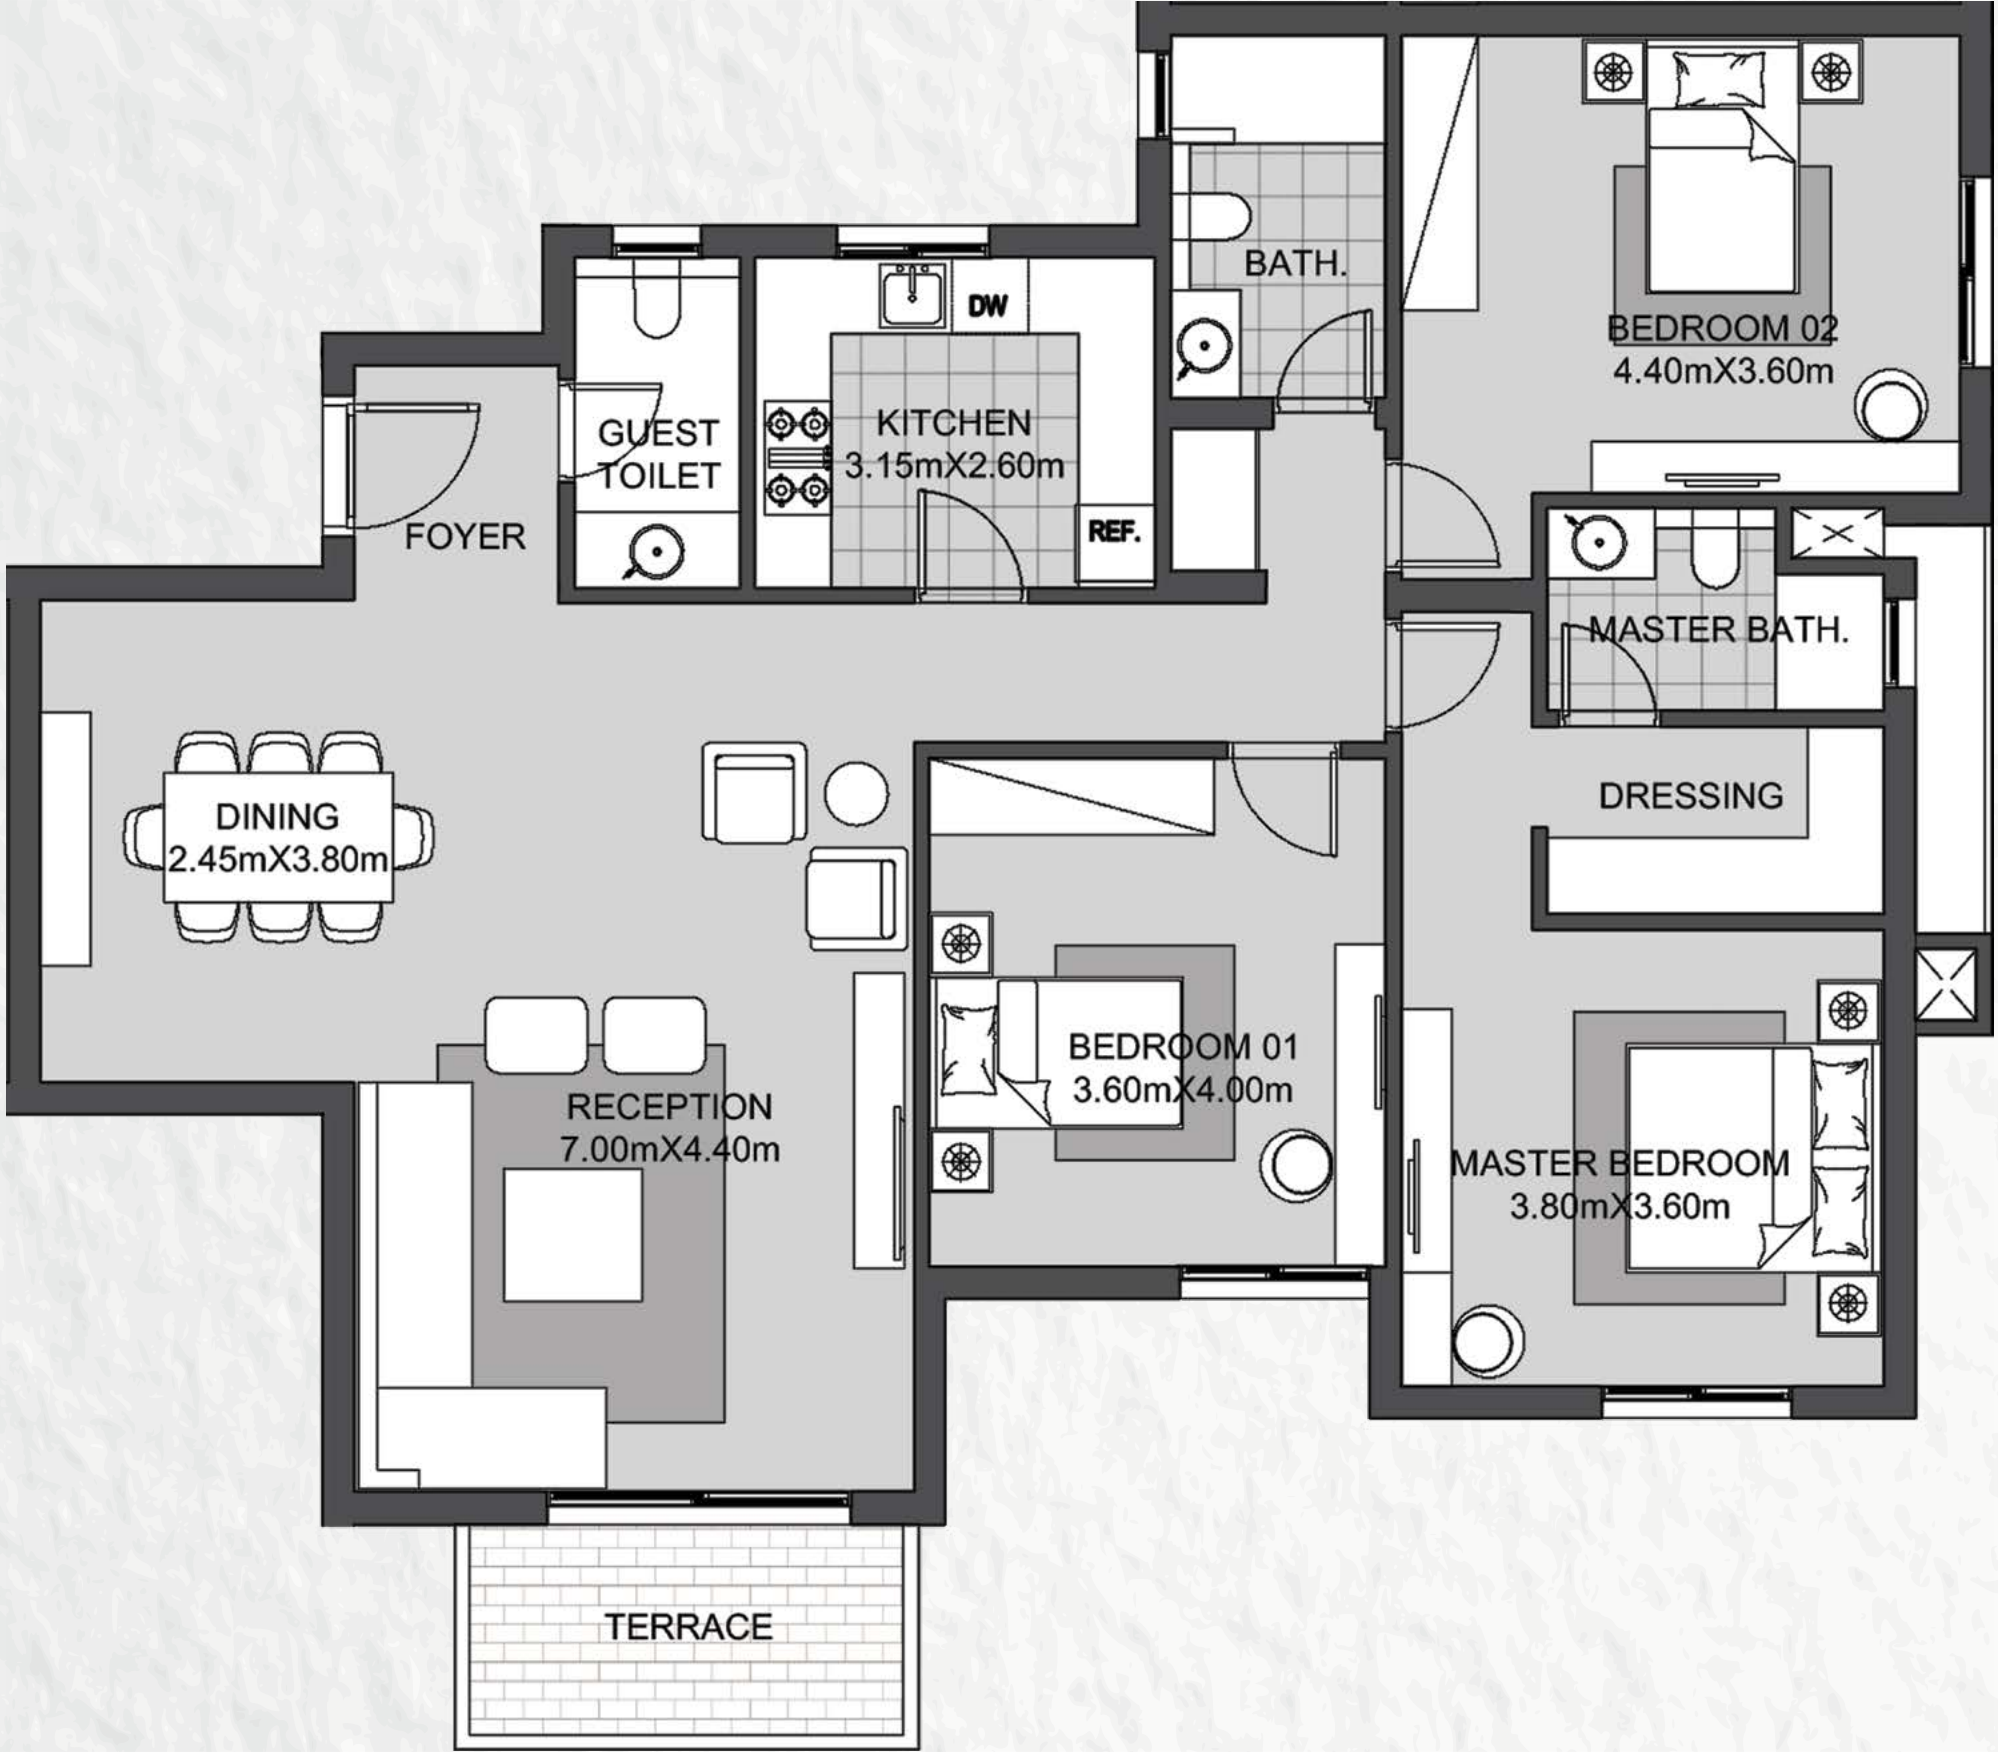 BATH.
BEDROOM 02
4.40mX3.60m
DW
KITCHEN
3.15mX2.60m
REF.
GUEST
TOILET
FOYER
MASTER BATH.
DRESSING
DINING
2.45mX3.80m
BEDROOM 01
3.60mX4.00m
RECEPTION
7.00mX4.40m
MASTER BEDROOM
3.80mX3.60m
TERRACE